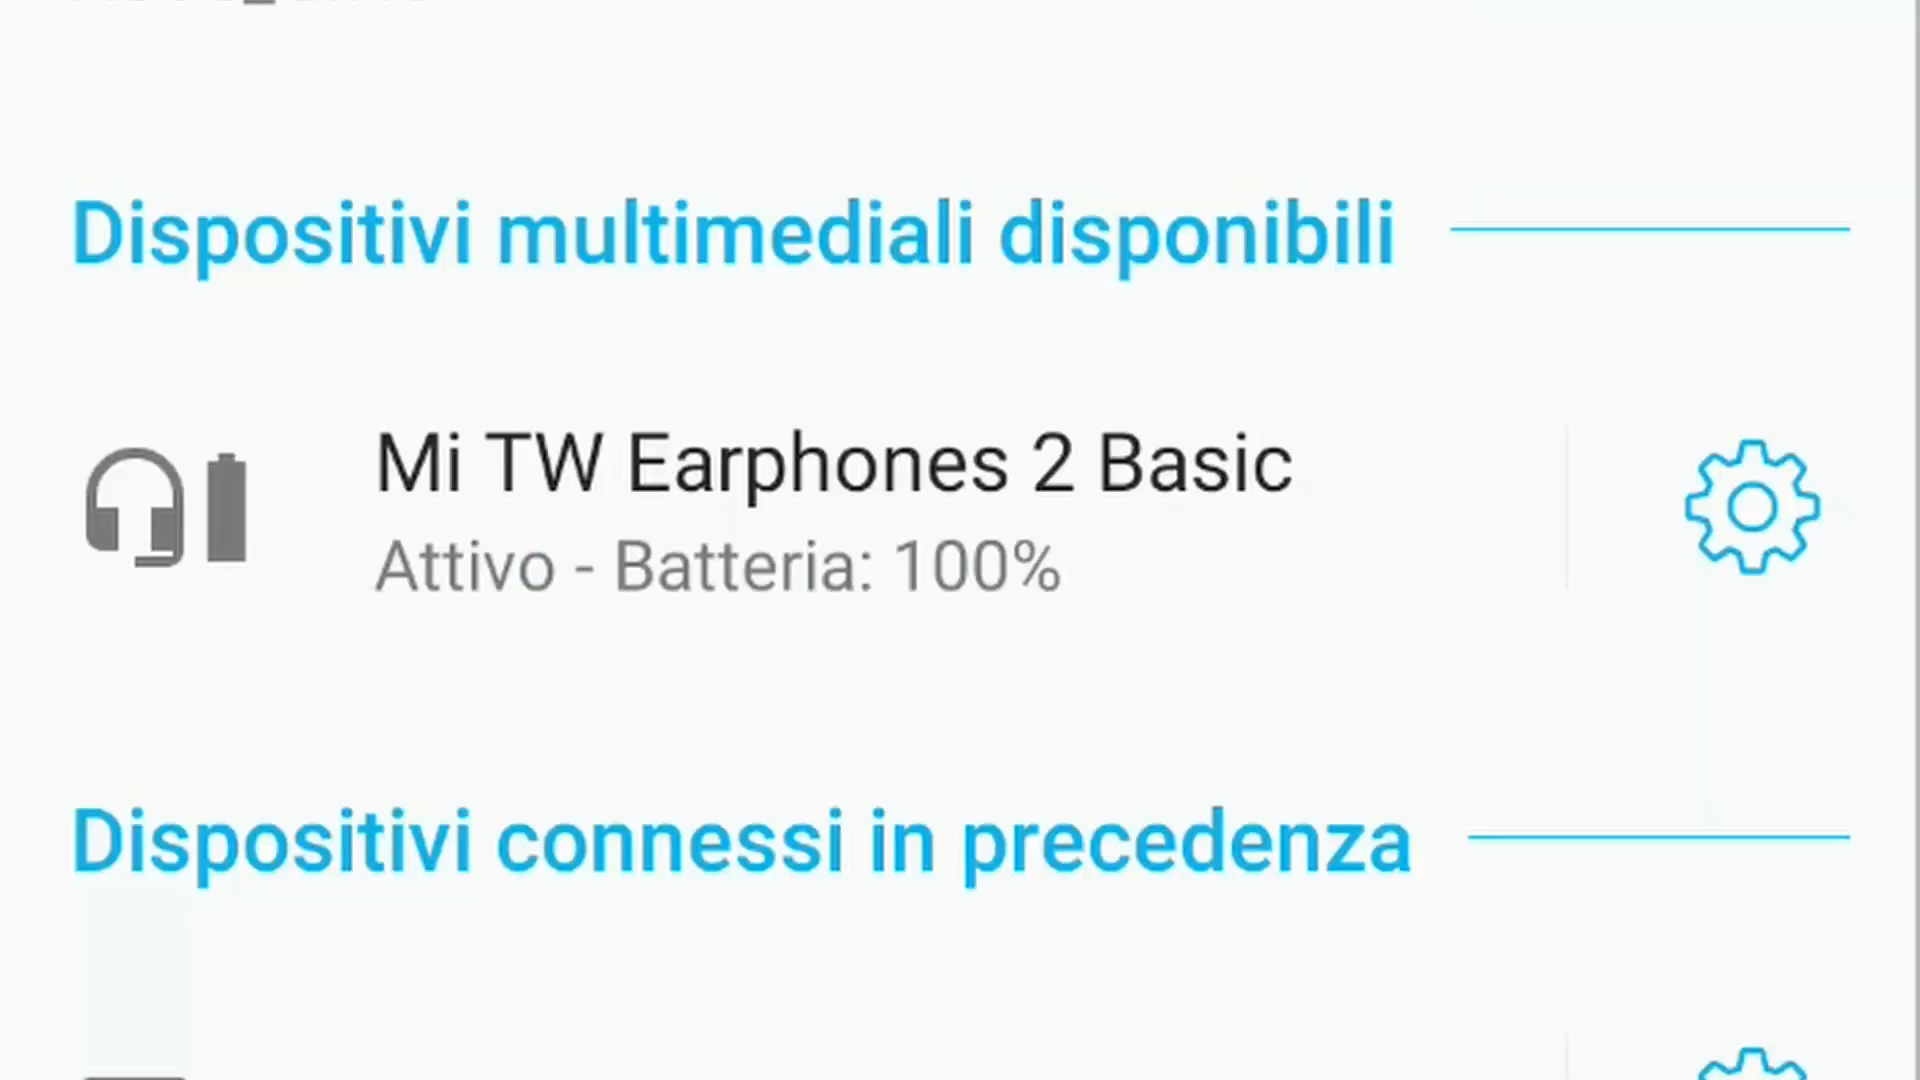 Dispositivi multimediali disponibili
Mi TW Earphones 2 Basic
Attivo - Batteria: 100%
Dispositivi connessi in precedenza